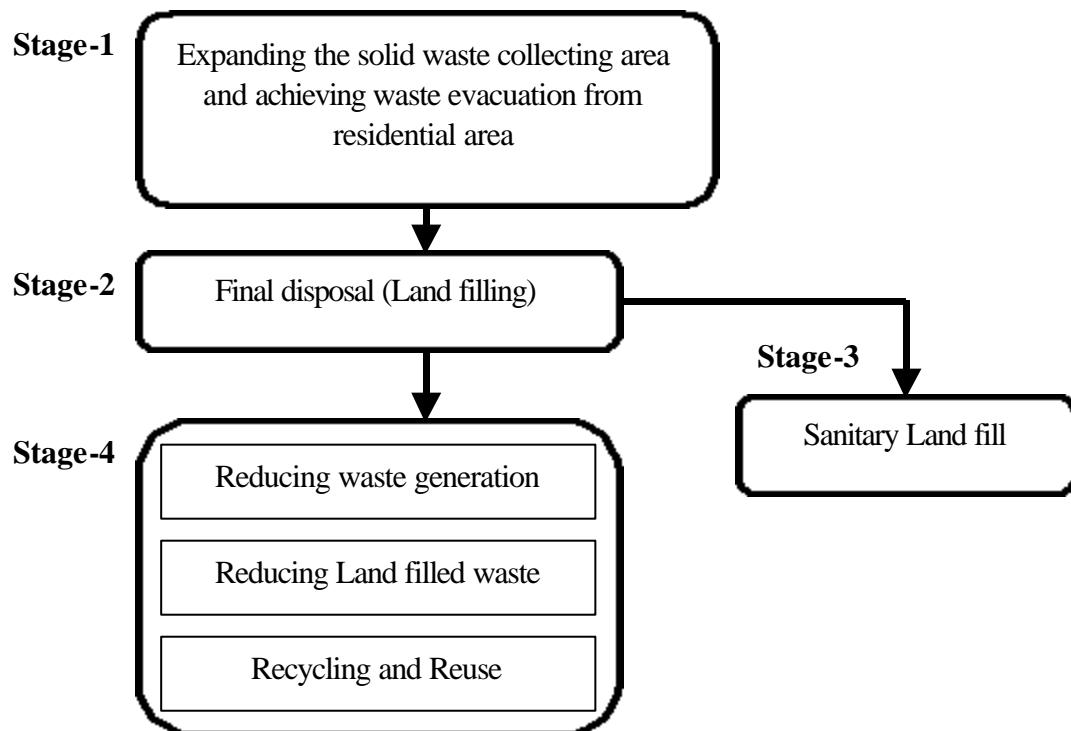 Stage-1
Expanding the solid waste collecting area
and achieving waste evacuation from
residential area
Stage-2
Final disposal (Land filling)
Stage-3
Sanitary Land fill
Stage-4
Reducing waste generation
Reducing Land filled waste
Recycling and Reuse